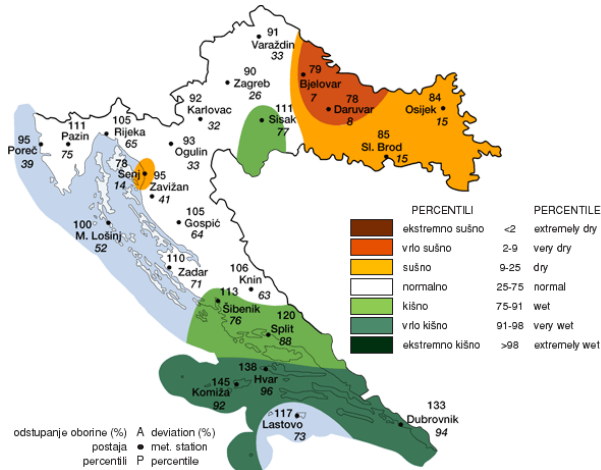 91
Varaždin
33
90
Zagreb
26
79
Bjelovar
7
78
Daruvar
8
84
Osijek
15
85
Sl. Brod
15
92
Karlovac
32
111
Sisak
77
95
Poreč
39
111
Pazin
75
105
Rijeka
65
93
Ogulin
33
78
Senj
14
95
Zavižan
41
100
M. Lošinj
52
105
Gospić
64
110
Zadar
71
106
Knin
63
113
Šibenik
76
120
Split
88
138
Hvar
96
145
Komiža
92
117
Lastovo
73
133
Dubrovnik
94
PERCENTILI PERCENTILE
ekstremno sušno <2 extremely dry
vrlo sušno 2-9 very dry
sušno 9-25 dry
normalno 25-75 normal
kišno 75-91 wet
vrlo kišno 91-98 very wet
ekstremno kišno >98 extremely wet
odstupanje oborine (%) A deviation (%)
postaja met. station
percentili P percentile